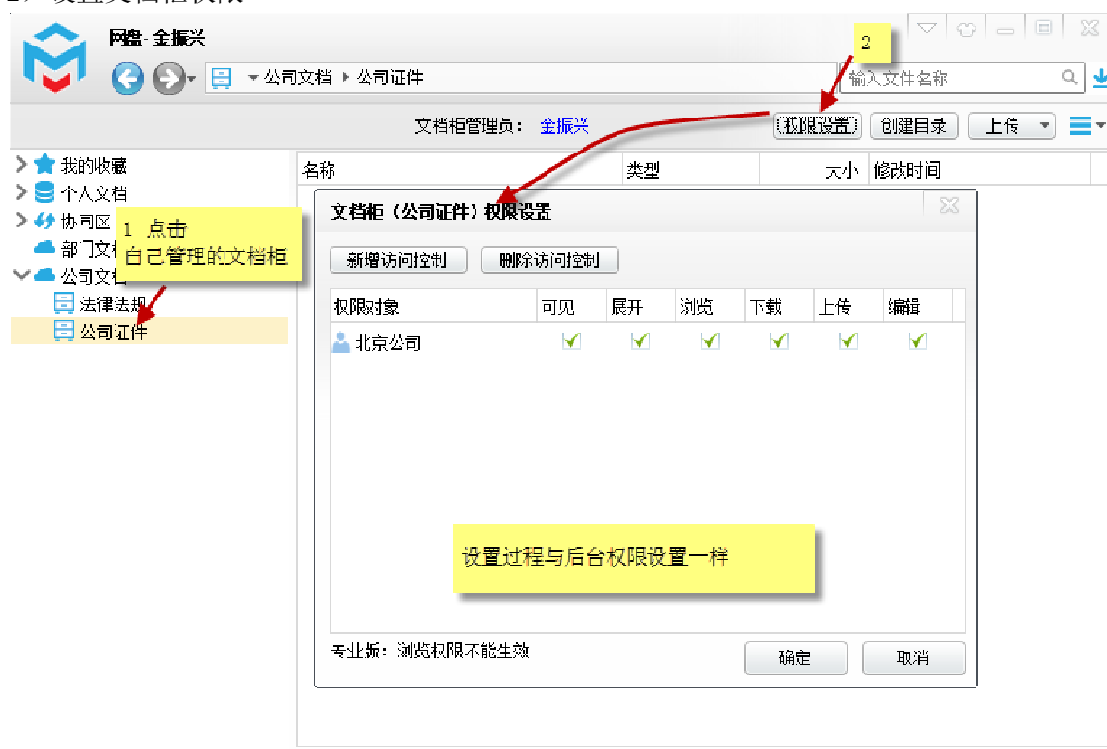 网盘-金振兴
2
公司文档 公司证件
输入文件名称
文档柜管理员： 金振兴
权限设置 创建目录 上传
我的收藏
个人文档
协同区
部门文
公司文档
法律法规
公司证件
1 点击
自己管理的文档柜
名称 类型 大小 修改时间
文档柜（公司证件）权限设置
新增访问控制 删除访问控制
权限对象 可见 展开 浏览 下载 上传 编辑
北京公司
设置过程与后台权限设置一样
专业版：浏览权限不能生效
确定 取消